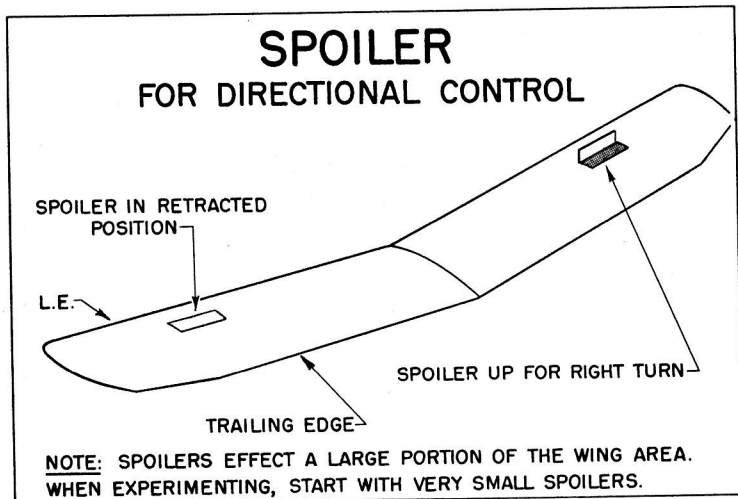 SPOILER
FOR DIRECTIONAL CONTROL
SPOILER IN RETRACTED
POSITION
L.E.
SPOILER UP FOR RIGHT TURN
TRAILING EDGE
NOTE: SPOILERS EFFECT A LARGE PORTION OF THE WING AREA.
WHEN EXPERIMENTING, START WITH VERY SMALL SPOILERS.